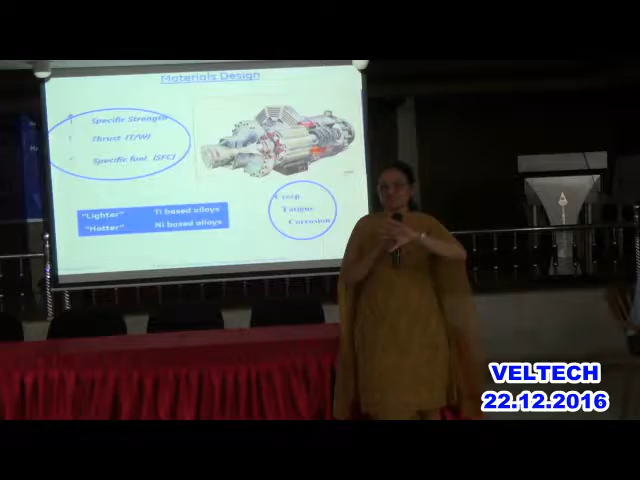 Materials Design
Specific Strength
Thrust (T/W)
Specific fuel (SFC)
"Lighter" Ti based alloys
"Hotter" Ni based alloys
Creep
Fatigue
Corrosion
VELTECH
22.12.2016